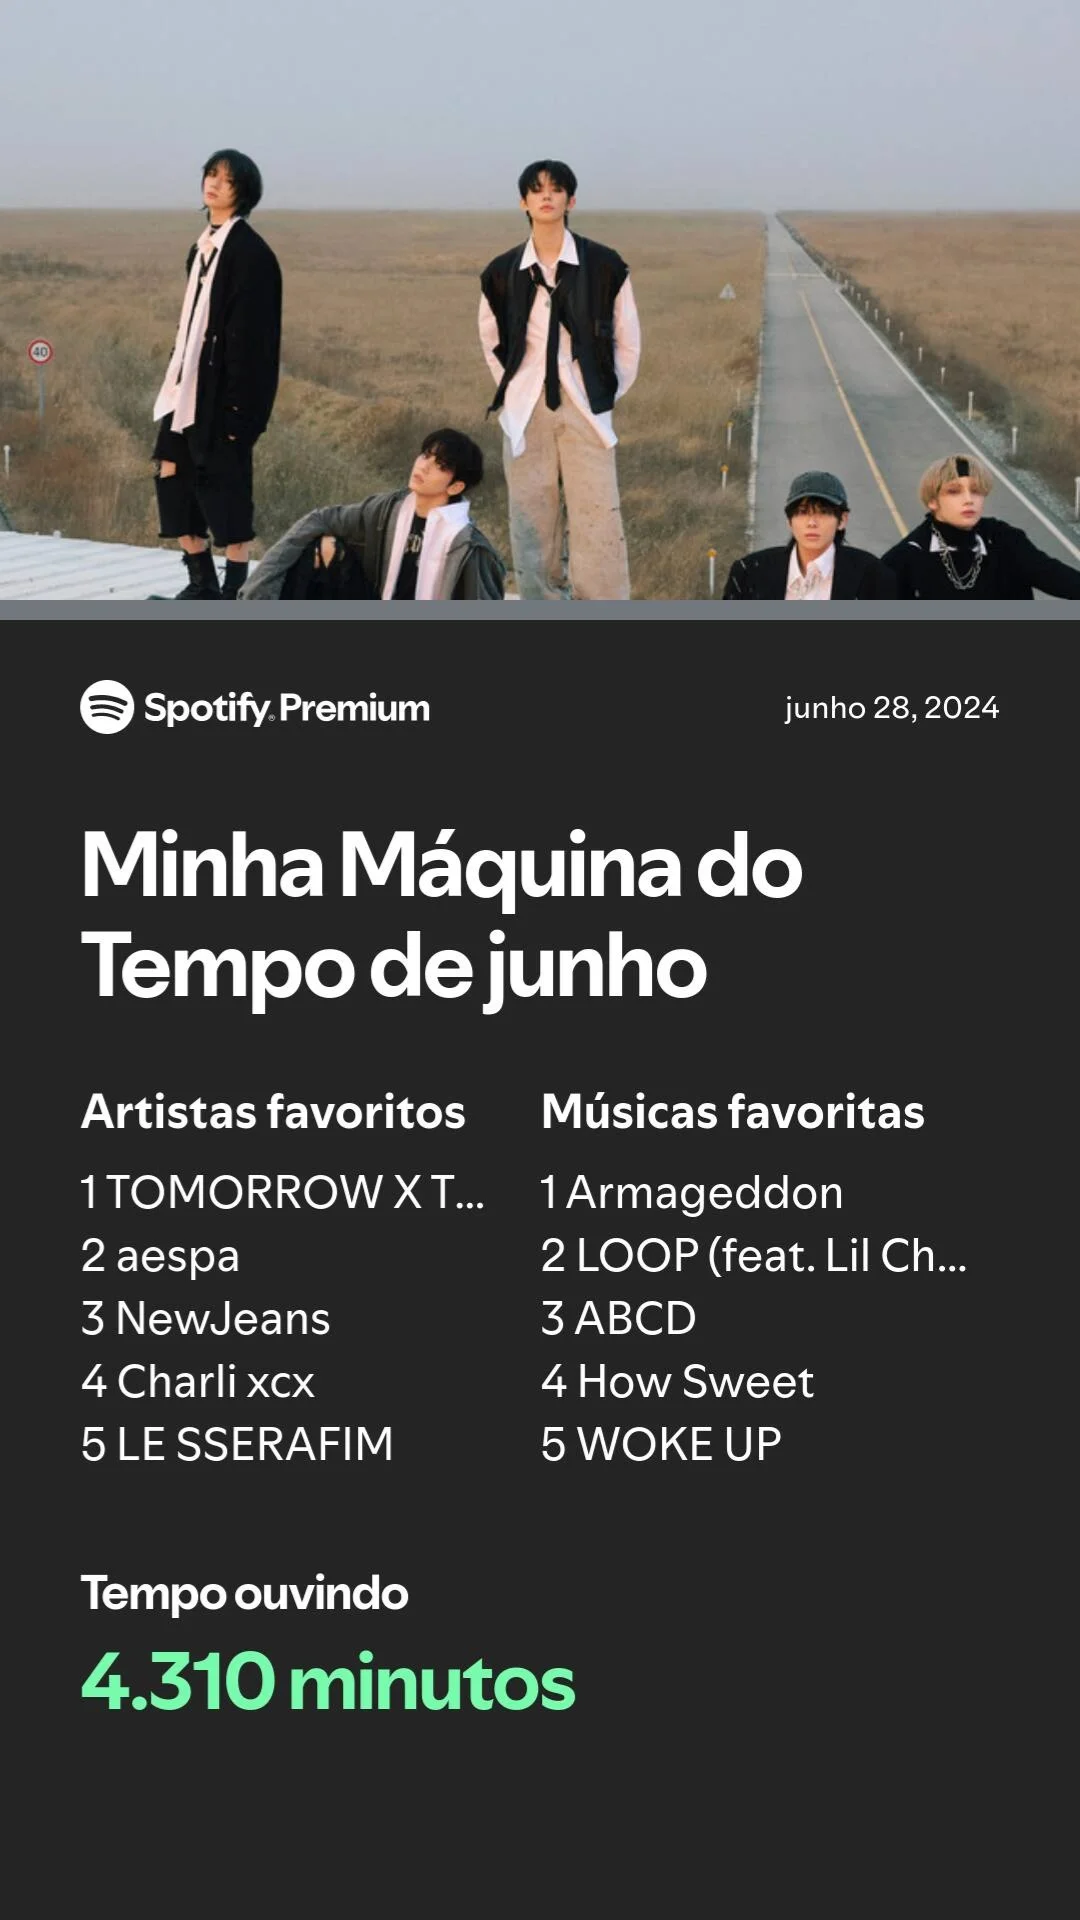 40
Spotify® Premium
junho 28, 2024
Minha Máquina do
Tempo de junho
Artistas favoritos
1 TOMORROW X T...
2 aespa
3 NewJeans
4 Charli xcx
5 LE SSERAFIM
Músicas favoritas
1 Armageddon
2 LOOP (feat. Lil Ch...
3 ABCD
4 How Sweet
5 WOKE UP
Tempo ouvindo
4.310 minutos